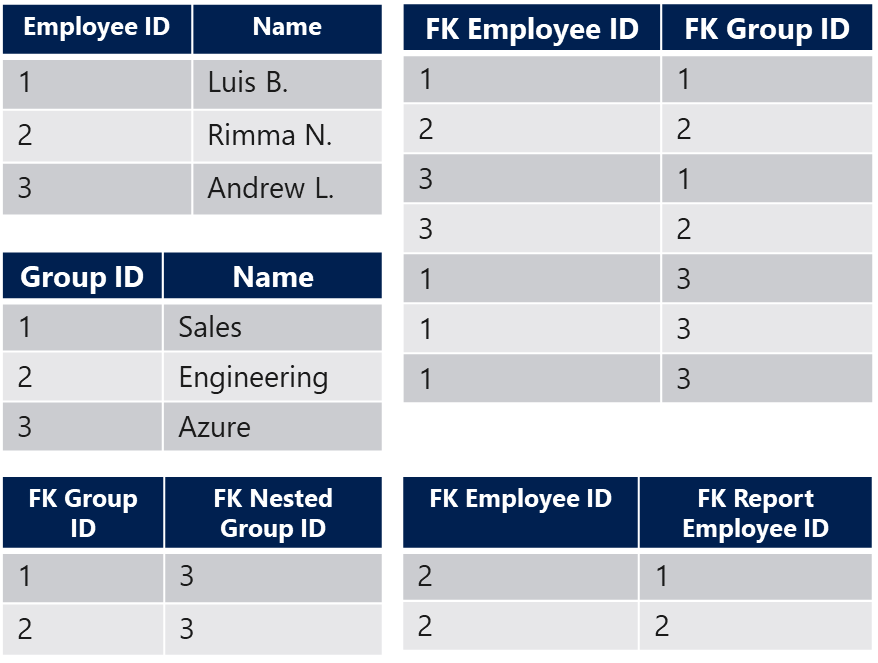 Employee ID Name
1 Luis B.
2 Rimma N.
3 Andrew L.
Group ID Name
1 Sales
2 Engineering
3 Azure
FK Group FK Nested
ID Group ID
1 3
2 3
FK Employee ID FK Group ID
1 1
2 2
3 1
3 2
1 3
1 3
1 3
FK Employee ID FK Report
Employee ID
2 1
2 2